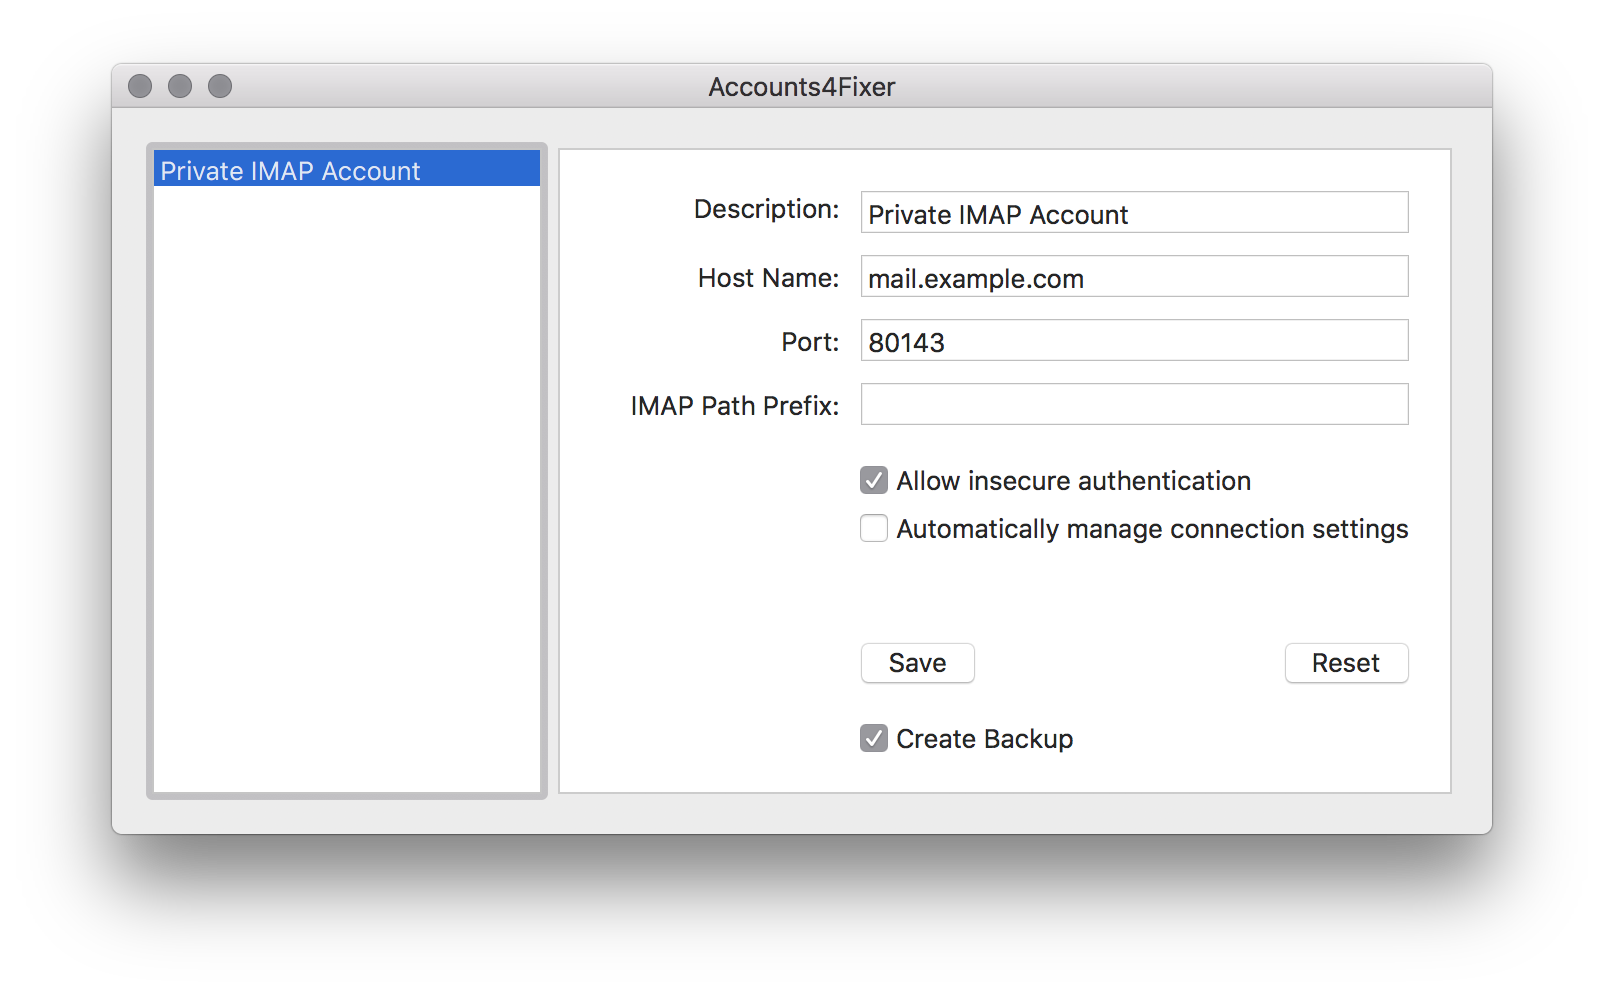 Accounts4Fixer
Private IMAP Account
Description: Private IMAP Account
Host Name: mail.example.com
Port: 80143
IMAP Path Prefix:
Allow insecure authentication
Automatically manage connection settings
Save Reset
Create Backup